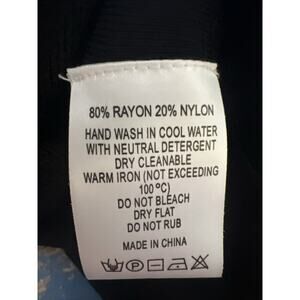 80% RAYON 20% NYLON
HAND WASH IN COOL WATER
WITH NEUTRAL DETERGENT
DRY CLEANABLE
WARM IRON (NOT EXCEEDING
100°C)
DO NOT BLEACH
DRY FLAT
DO NOT RUB
MADE IN CHINA